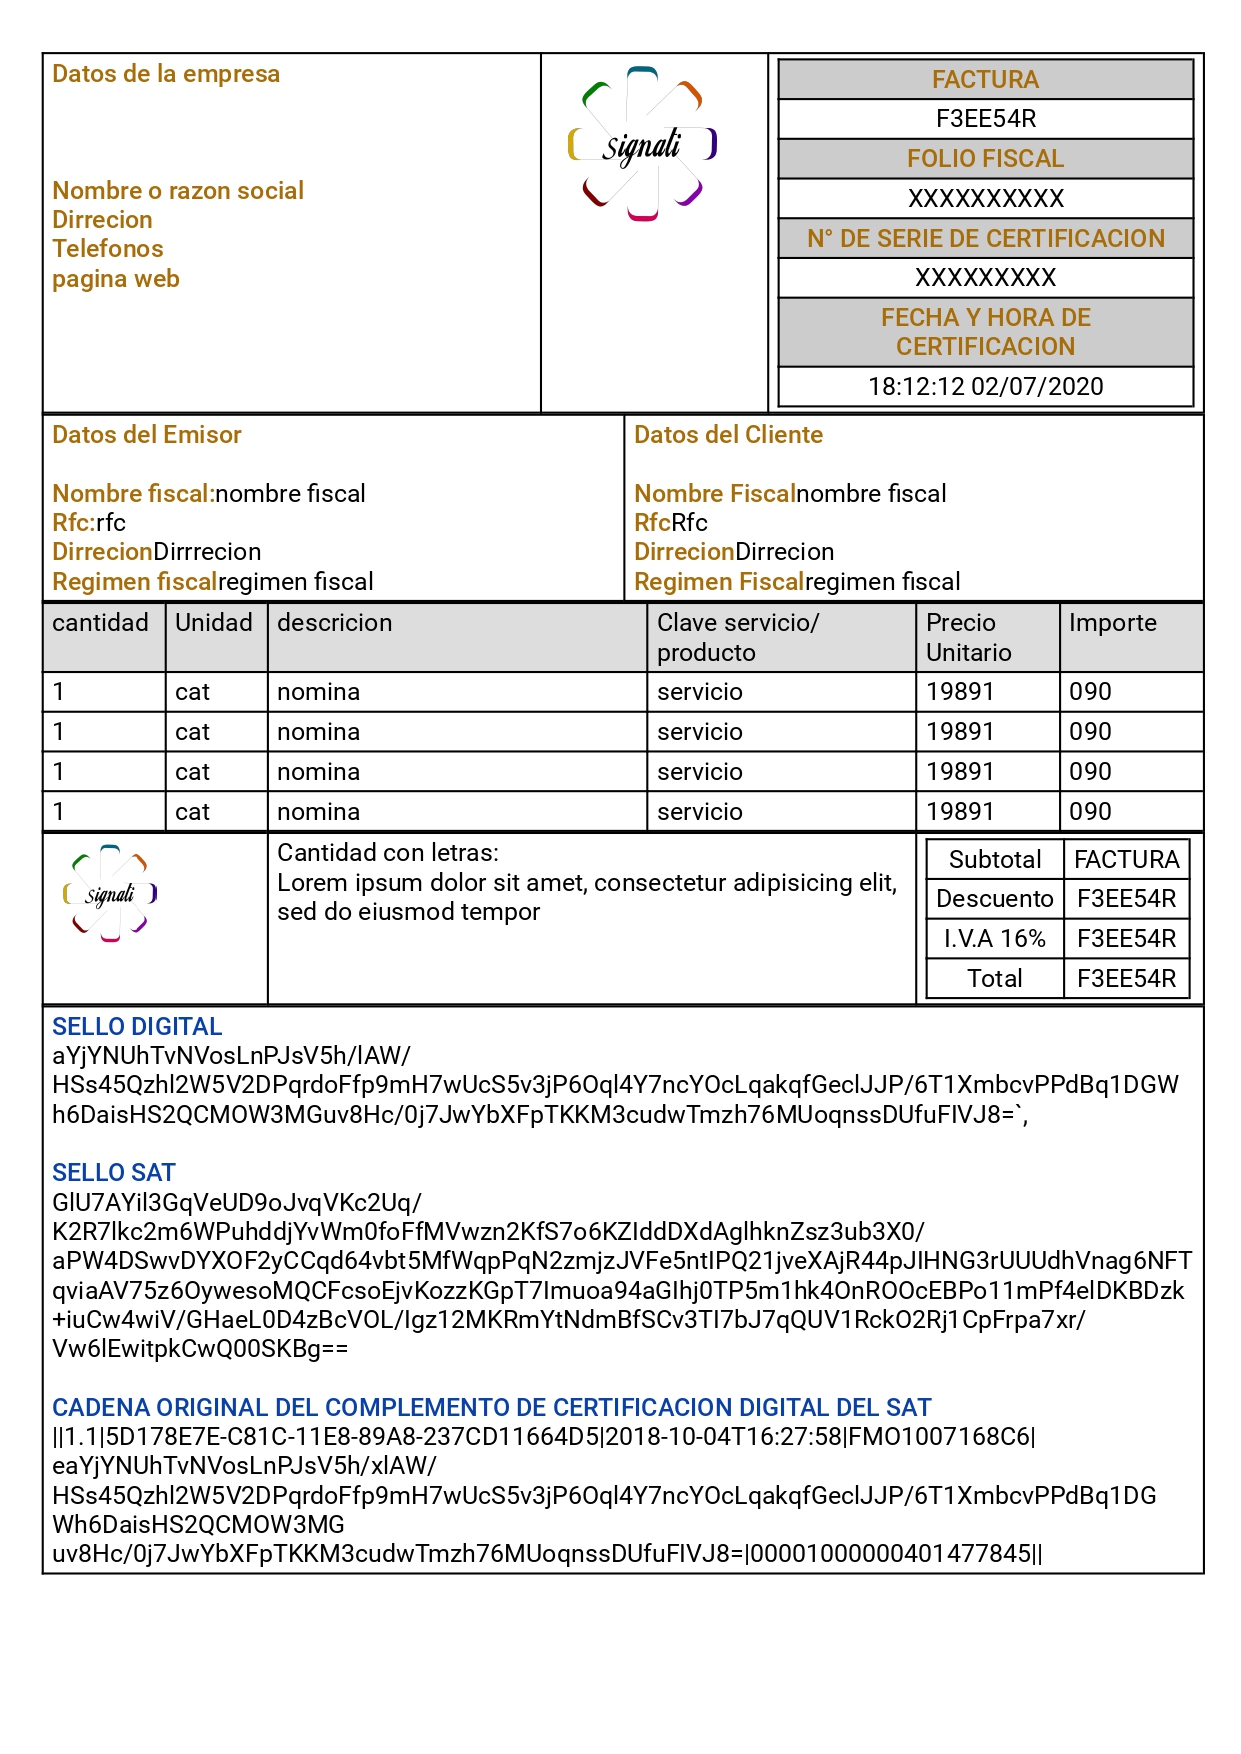 Datos de la empresa
Nombre o razon social
Dirrecion
Telefonos
pagina web
Signali
FACTURA
F3EE54R
FOLIO FISCAL
XXXXXXXXXX
N° DE SERIE DE CERTIFICACION
XXXXXXXXX
FECHA Y HORA DE
CERTIFICACION
18:12:12 02/07/2020
Datos del Emisor
Nombre fiscal:nombre fiscal
Rfc:rfc
DirrecionDirrrecion
Regimen fiscalregimen fiscal
Datos del Cliente
Nombre Fiscalnombre fiscal
RfcRfc
DirrecionDirrecion
Regimen Fiscalregimen fiscal
cantidad Unidad descricion Clave servicio/ producto Precio Unitario Importe
1 cat nomina servicio 19891 090
1 cat nomina servicio 19891 090
1 cat nomina servicio 19891 090
1 cat nomina servicio 19891 090
Signali
Cantidad con letras:
Lorem ipsum dolor sit amet, consectetur adipisicing elit,
sed do eiusmod tempor
Subtotal FACTURA
Descuento F3EE54R
I.V.A 16% F3EE54R
Total F3EE54R
SELLO DIGITAL
aYjYNUhTvNVosLnPJsV5h/lAW/
HSs45Qzhl2W5V2DPqrdoFfp9mH7wUcS5v3jP6Oql4Y7ncYOcLqakqfGeclJJP/6T1XmbcvPPdBq1DGW
h6DaisHS2QCMOW3MGuv8Hc/0j7JwYbXFpTKKM3cudwTmzh76MUoqnssDUfuFIVJ8=`,
SELLO SAT
GlU7AYil3GqVeUD9oJvqVKc2Uq/
K2R7lkc2m6WPuhddjYvWm0foFfMVwzn2KfS7o6KZIddDXdAglhknZsz3ub3X0/
aPW4DSwvDYXOF2yCCqd64vbt5MfWqpPqN2zmjzJVFe5ntIPQ21jveXAjR44pJIHNG3rUUUdhVnag6NFT
qviaAV75z6OywesoMQCFcsoEjvKozzKGpT7Imuoa94aGIhj0TP5m1hk4OnROOcEBPo11mPf4elDKBDzk
+iuCw4wiV/GHaeL0D4zBcVOL/Igz12MKRmYtNdmBfSCv3TI7bJ7qQUV1RckO2Rj1CpFrpa7xr/
Vw6lEwitpkCwQ00SKBg==
CADENA ORIGINAL DEL COMPLEMENTO DE CERTIFICACION DIGITAL DEL SAT
||1.1|5D178E7E-C81C-11E8-89A8-237CD11664D5|2018-10-04T16:27:58|FMO1007168C6|
eaYjYNUhTvNVosLnPJsV5h/xlAW/
HSs45Qzhl2W5V2DPqrdoFfp9mH7wUcS5v3jP6Oql4Y7ncYOcLqakqfGeclJJP/6T1XmbcvPPdBq1DG
Wh6DaisHS2QCMOW3MG
uv8Hc/0j7JwYbXFpTKKM3cudwTmzh76MUoqnssDUfuFIVJ8=|00001000000401477845||